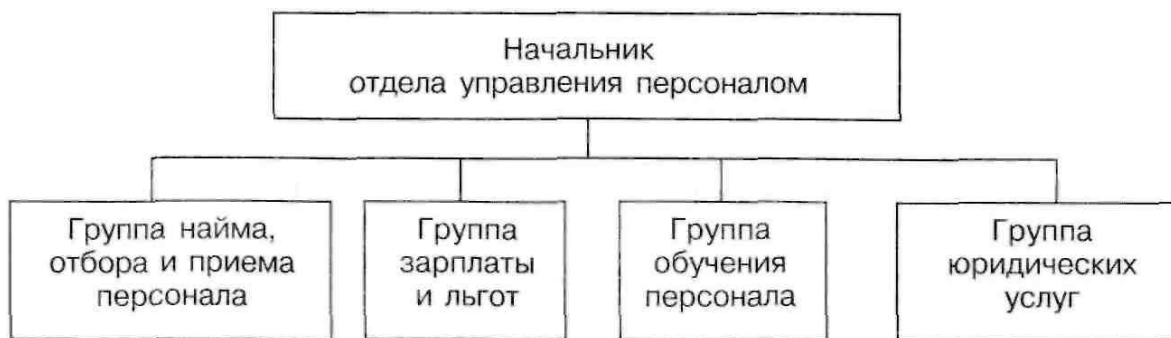 Начальник
отдела управления персоналом
Группа найма,
отбора и приема
персонала
Группа
зарплаты
и льгот
Группа
обучения
персонала
Группа
юридических
услуг